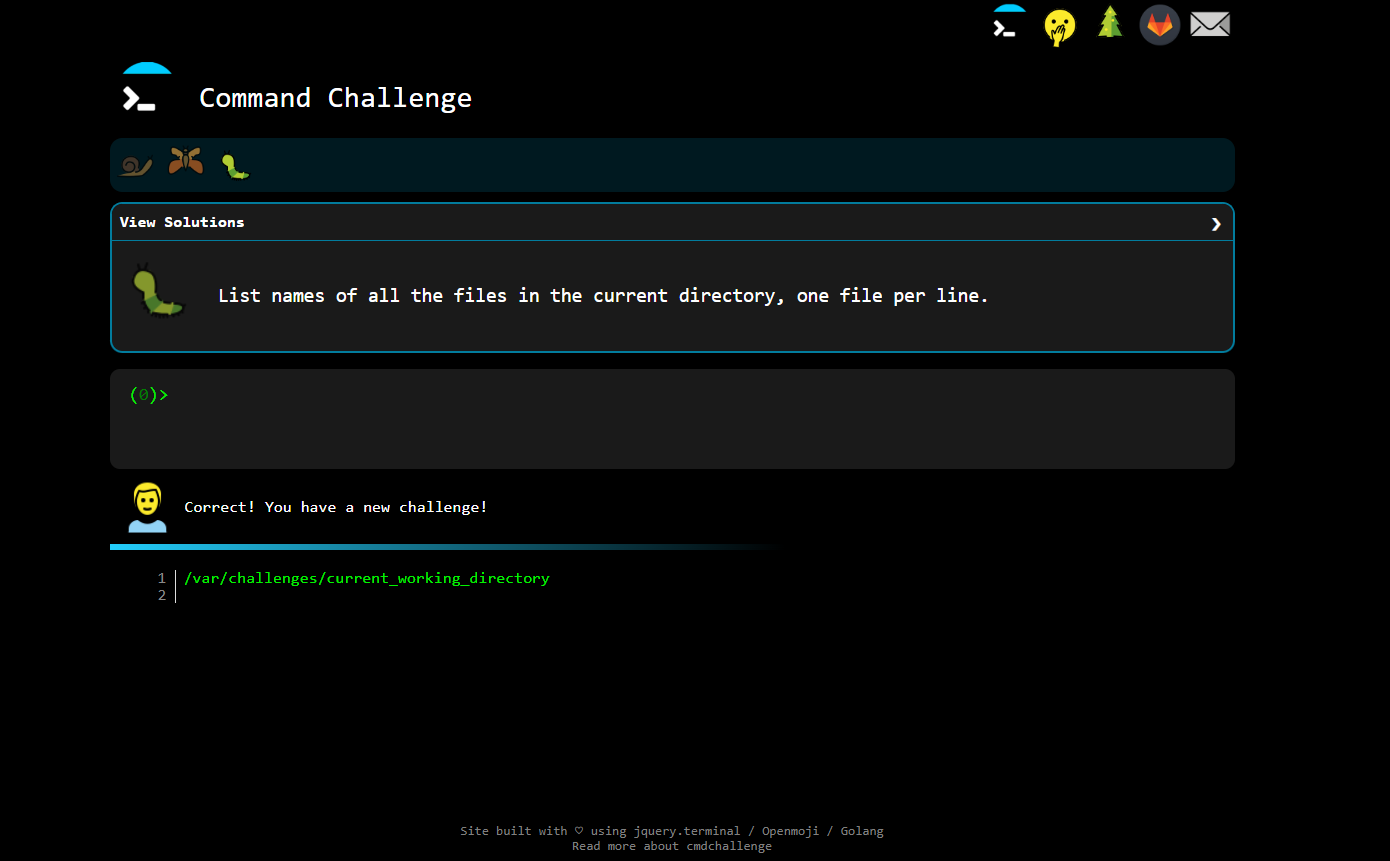 Command Challenge
View Solutions ❯
List names of all the files in the current directory, one file per line.
(0)>
Correct! You have a new challenge!
1 /var/challenges/current_working_directory
2
Site built with ♡ using jquery.terminal / Openmoji / Golang
Read more about cmdchallenge